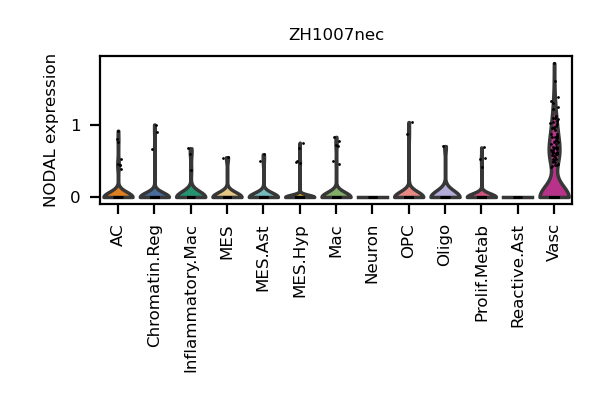 ZH1007nec
NODAL expression
1
0
AC
Chromatin.Reg
Inflammatory.Mac
MES
MES.Ast
MES.Hyp
Mac
Neuron
OPC
Oligo
Prolif.Metab
Reactive.Ast
Vasc